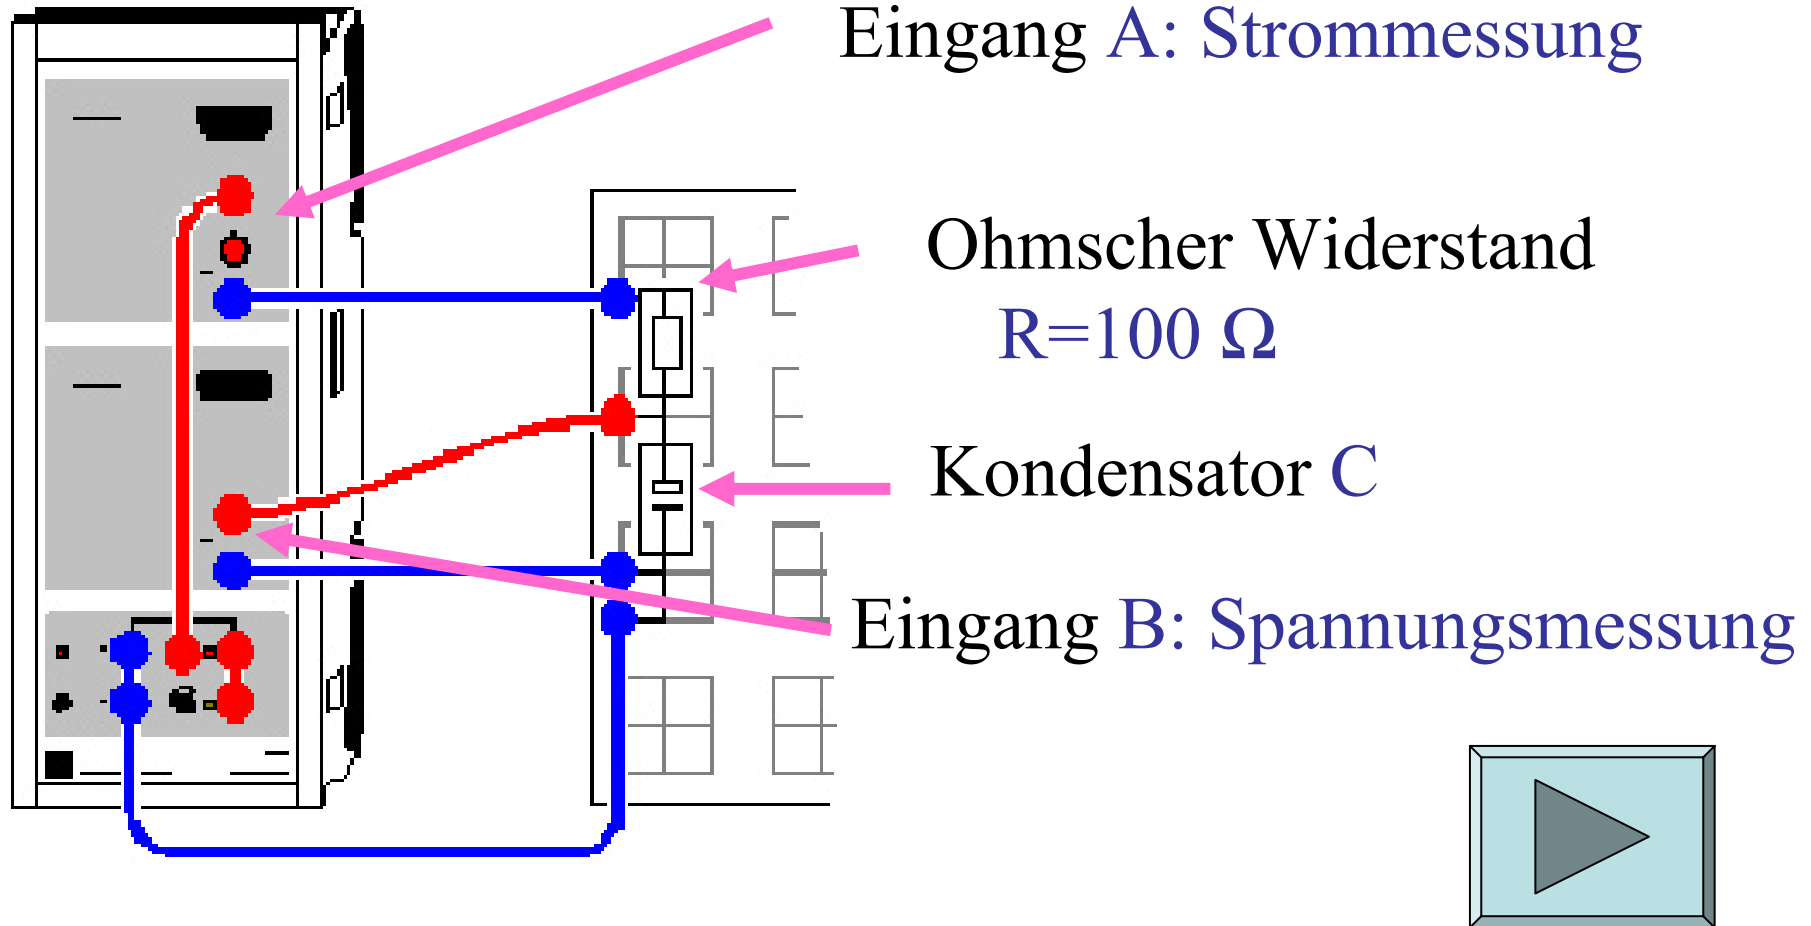 Eingang A: Strommessung
Ohmscher Widerstand
R=100 Ω
Kondensator C
Eingang B: Spannungsmessung